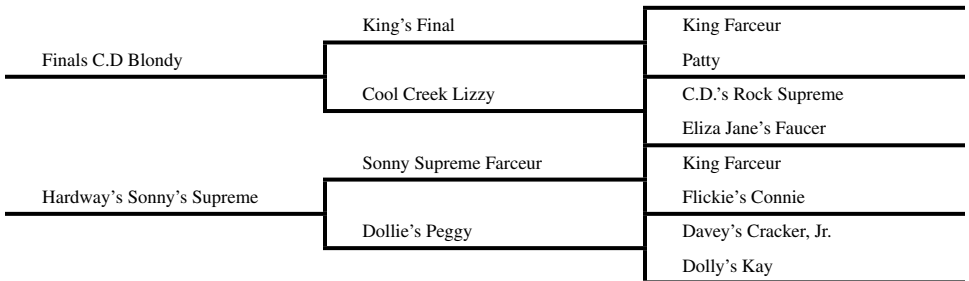 King's Final
King Farceur
Finals C.D Blondy
Patty
Cool Creek Lizzy
C.D.'s Rock Supreme
Eliza Jane's Faucer
Sonny Supreme Farceur
King Farceur
Hardway's Sonny's Supreme
Flickie's Connie
Dollie's Peggy
Davey's Cracker, Jr.
Dolly's Kay